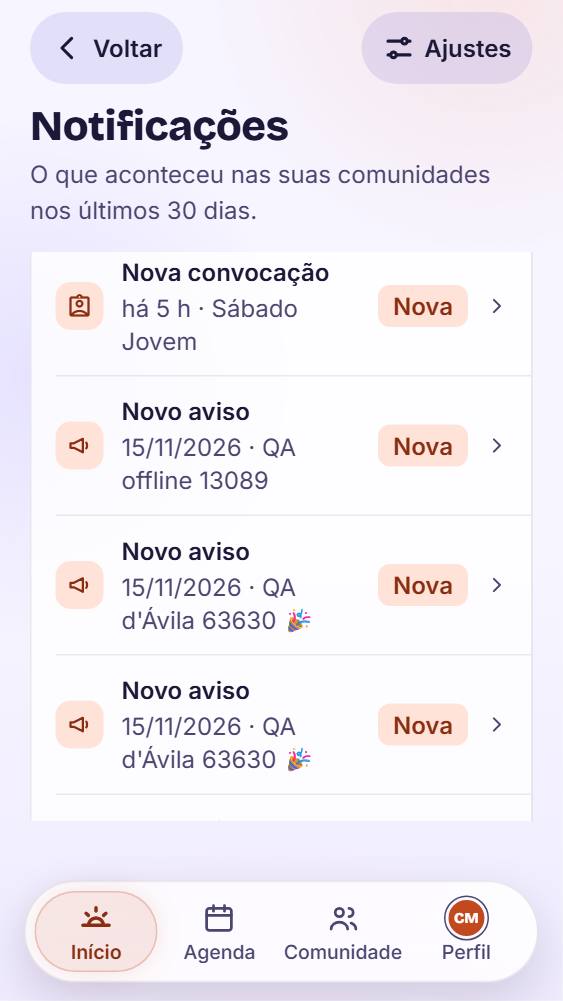 Voltar
Ajustes
Notificações
O que aconteceu nas suas comunidades
nos últimos 30 dias.
Nova convocação
há 5 h · Sábado
Jovem
Nova
Novo aviso
15/11/2026 · QA
offline 13089
Nova
Novo aviso
15/11/2026 · QA
d'Ávila 63630 🎉
Nova
Novo aviso
15/11/2026 · QA
d'Ávila 63630 🎉
Nova
Início
Agenda
Comunidade
CM
Perfil